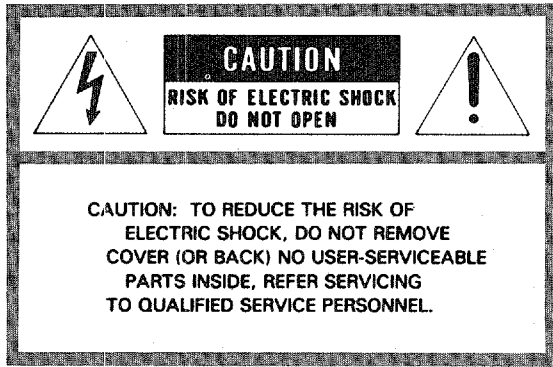 CAUTION
RISK OF ELECTRIC SHOCK
DO NOT OPEN
CAUTION: TO REDUCE THE RISK OF
ELECTRIC SHOCK, DO NOT REMOVE
COVER (OR BACK) NO USER-SERVICEABLE
PARTS INSIDE, REFER SERVICING
TO QUALIFIED SERVICE PERSONNEL.